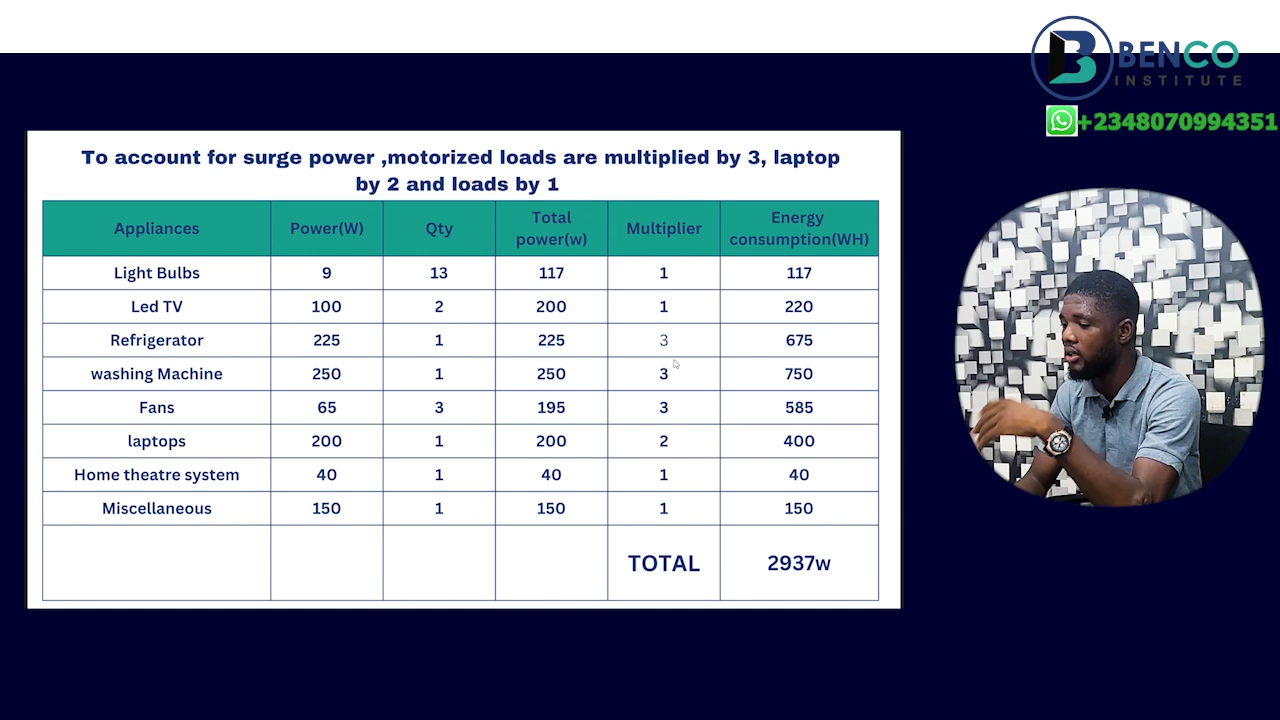 BENCO
INSTITUTE
+2348070994351
To account for surge power ,motorized loads are multiplied by 3, laptop
by 2 and loads by 1
Appliances Power(W) Qty Total power(w) Multiplier Energy consumption(WH)
Light Bulbs 9 13 117 1 117
Led TV 100 2 200 1 220
Refrigerator 225 1 225 3 675
washing Machine 250 1 250 3 750
Fans 65 3 195 3 585
laptops 200 1 200 2 400
Home theatre system 40 1 40 1 40
Miscellaneous 150 1 150 1 150
TOTAL 2937w